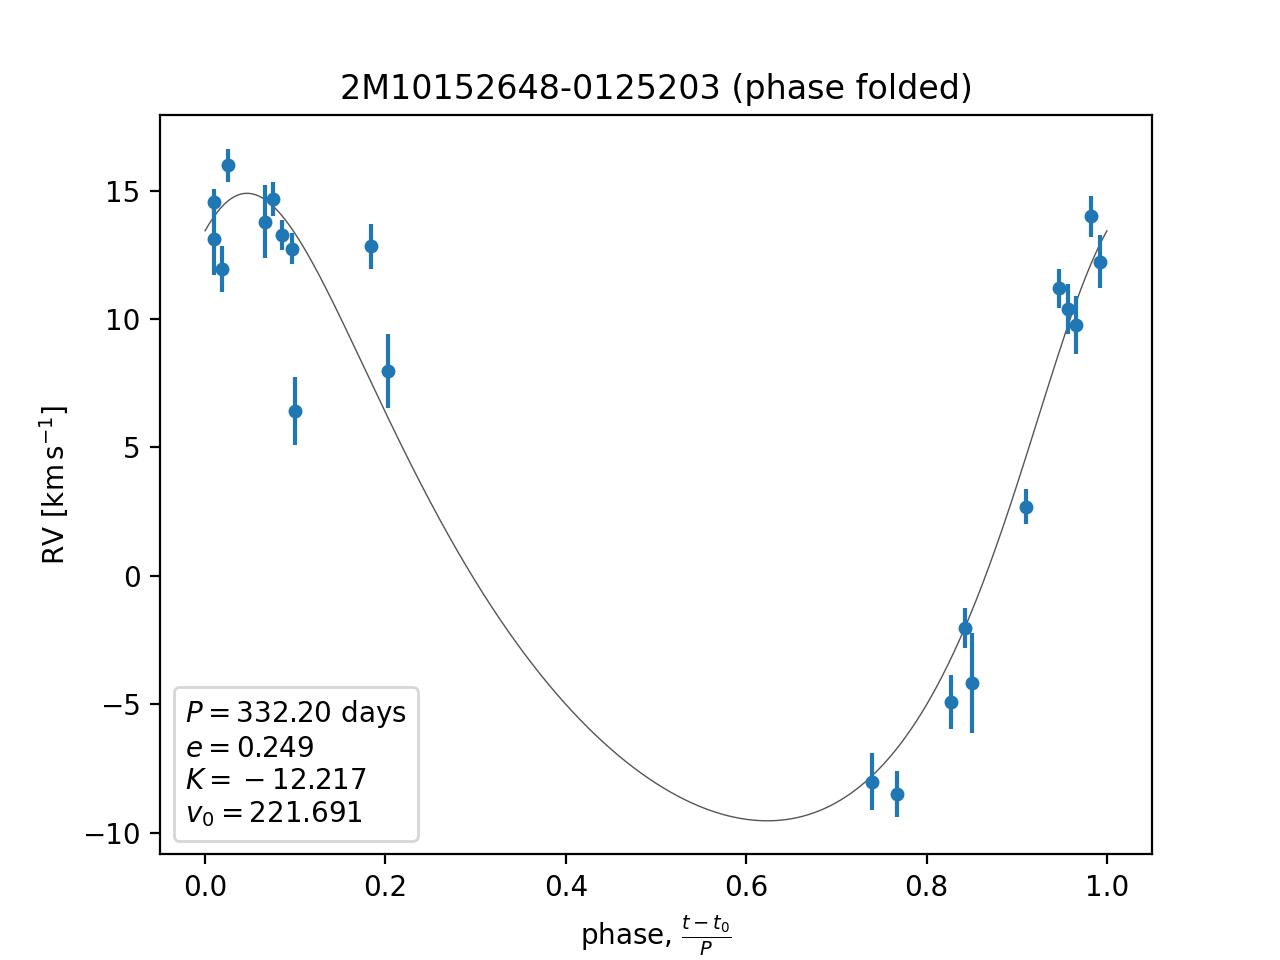 2M10152648-0125203 (phase folded)
RV [km s⁻¹]
15
10
5
0
−5
−10
P = 332.20 days
e = 0.249
K = −12.217
v₀ = 221.691
0.0 0.2 0.4 0.6 0.8 1.0
phase, (t − t₀)/P